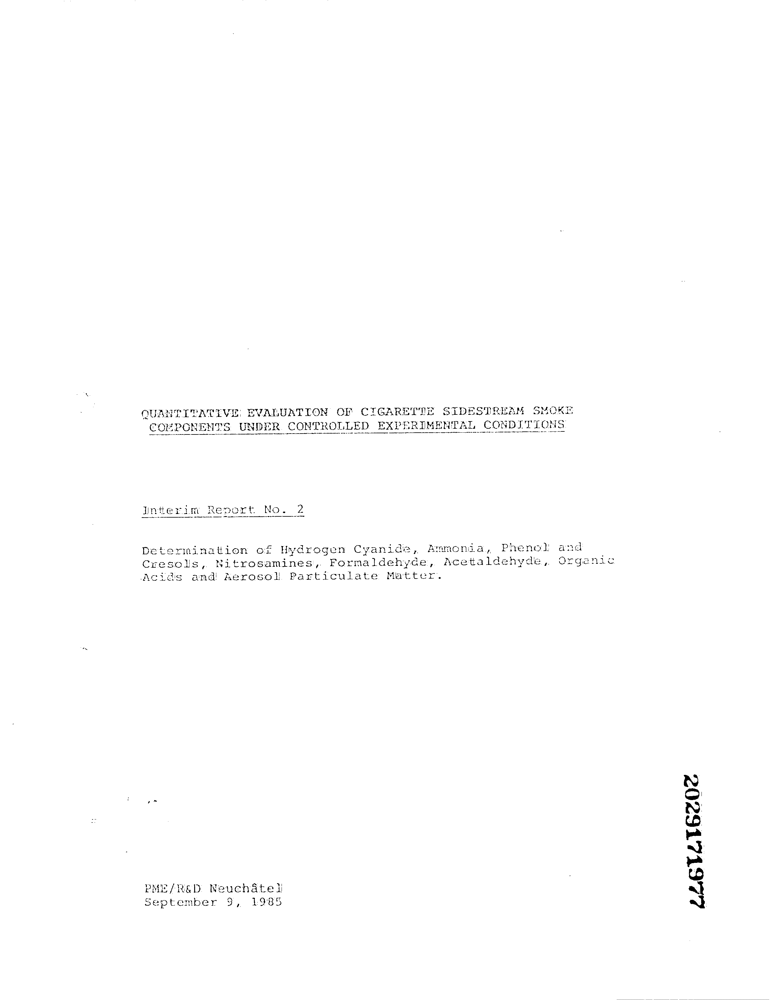 QUANTITATIVE EVALUATION OF CIGARETTE SIDESTREAM SMOKE
COMPONENTS UNDER CONTROLLED EXPERIMENTAL CONDITIONS
Interim Report No. 2
Determination of Hydrogen Cyanide, Ammonia, Phenol and
Cresols, Nitrosamines, Formaldehyde, Acetaldehyde, Organic
Acids and Aerosol Particulate Matter.
PME/R&D Neuchâtel
September 9, 1985
2029171977